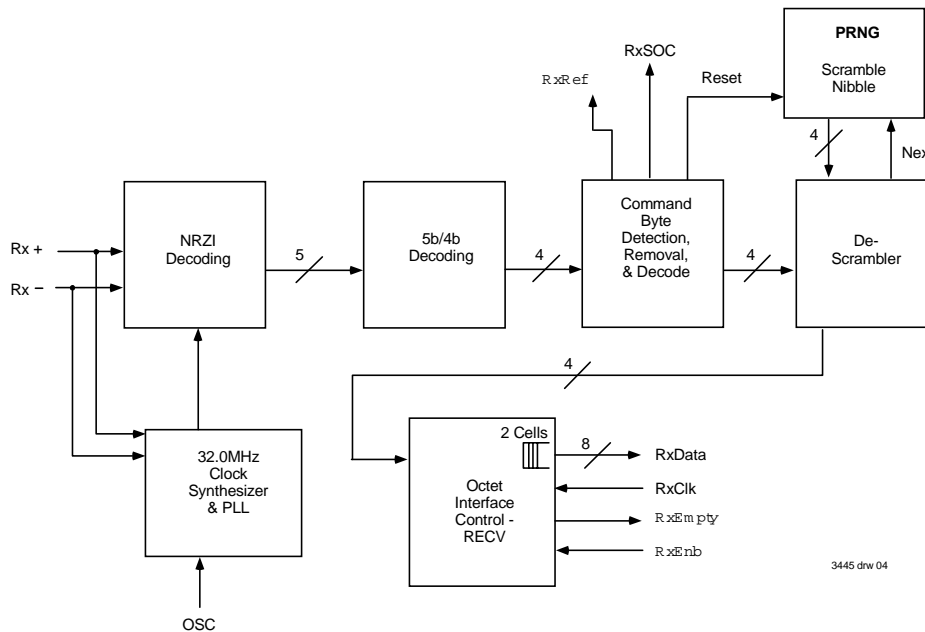 PRNG
Scramble
Nibble
RxSOC
RxRef
Reset
4
Nex
Rx +
Rx −
NRZI
Decoding
5
5b/4b
Decoding
4
Command
Byte
Detection,
Removal,
& Decode
4
De-
Scrambler
4
32.0MHz
Clock
Synthesizer
& PLL
OSC
2 Cells
Octet
Interface
Control -
RECV
8
RxData
RxClk
RxEmpty
RxEnb
3445 drw 04